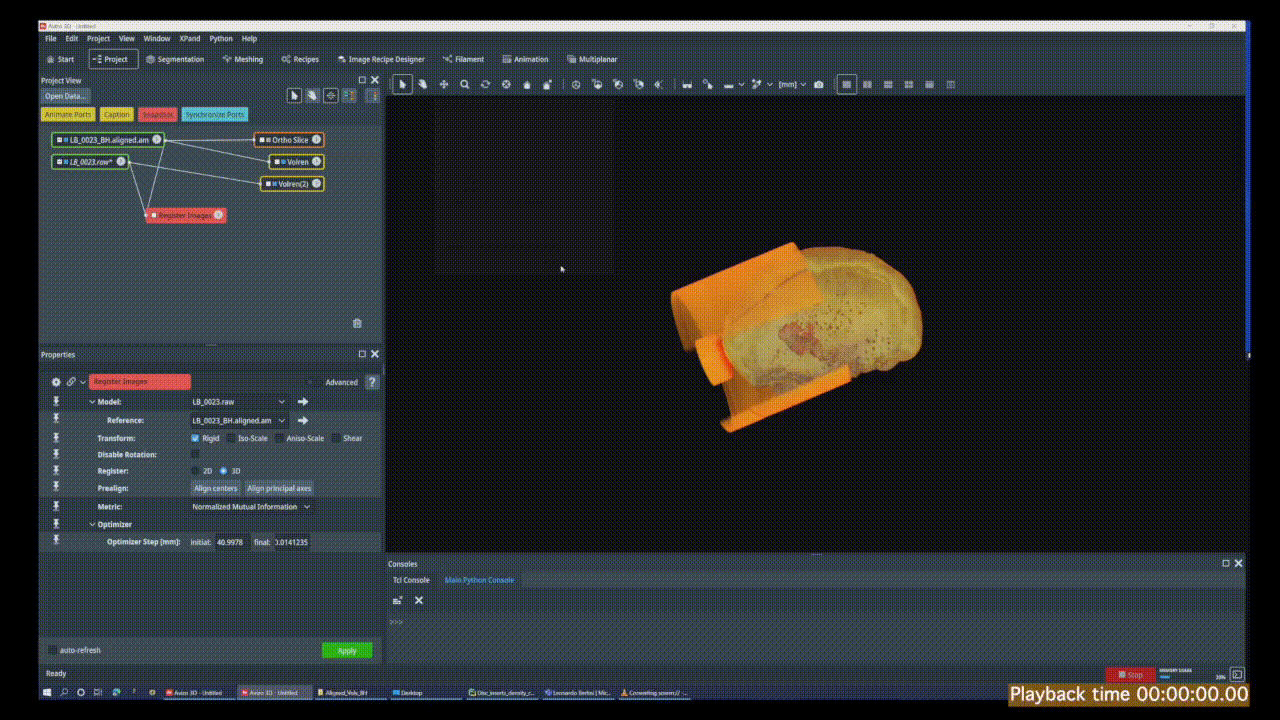 Avizo 3D - Untitled
File Edit Project View Window XPand Python Help
Start Project Segmentation Meshing Recipes Image Recipe Designer Filament Animation Multiplanar
Project View
Open Data...
[mm]
Animate Ports Caption Snapshot Synchronize Ports
LB_0023_BH.aligned.am Ortho Slice
LB_0023.raw* Volren
Volren(2)
Register Images
Properties
Register Images Advanced ?
Model: LB_0023.raw
Reference: LB_0023_BH.aligned.am
Transform: Rigid Iso-Scale Aniso-Scale Shear
Disable Rotation:
Register: 2D 3D
Prealign: Align centers Align principal axes
Metric: Normalized Mutual Information
Optimizer
Optimizer Step [mm]: initial: 40.9978 final: 0.0141235
auto-refresh Apply
Consoles
Tcl Console Main Python Console
>>>
Ready
Stop MEMORY USAGE
Avizo 3D - Untitled Avizo 3D - Untitled Aligned_Vols_BH Desktop Disc_inserts_density_c... Leonardo Bertini | Mic... Converting screen:// -...
Playback time 00:00:00.00